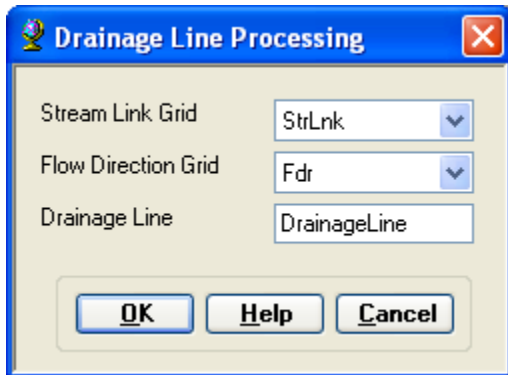 Drainage Line Processing
Stream Link Grid StrLnk
Flow Direction Grid Fdr
Drainage Line DrainageLine
OK Help Cancel